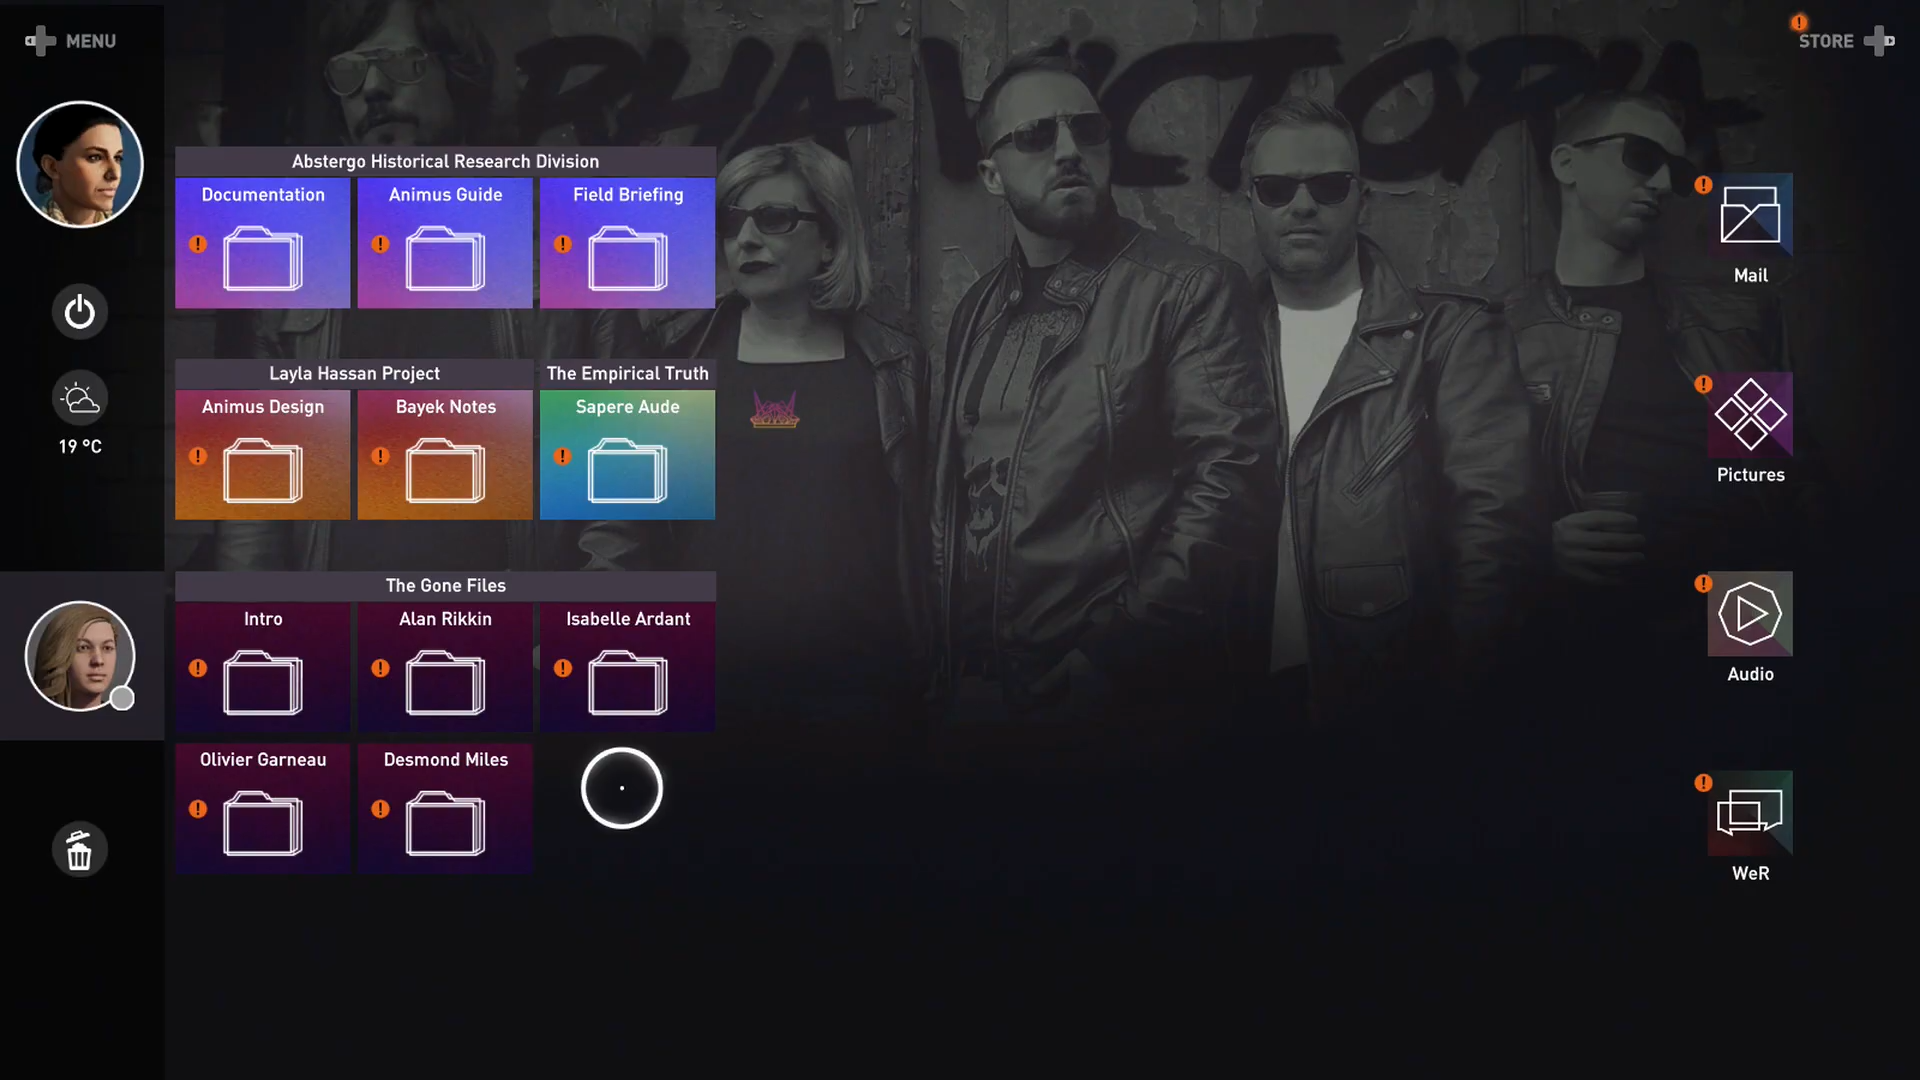 MENU
STORE
PHA VICTORIA
Abstergo Historical Research Division
Documentation
Animus Guide
Field Briefing
Mail
Layla Hassan Project
The Empirical Truth
Animus Design
Bayek Notes
Sapere Aude
19 °C
Pictures
The Gone Files
Intro
Alan Rikkin
Isabelle Ardant
Audio
Olivier Garneau
Desmond Miles
WeR